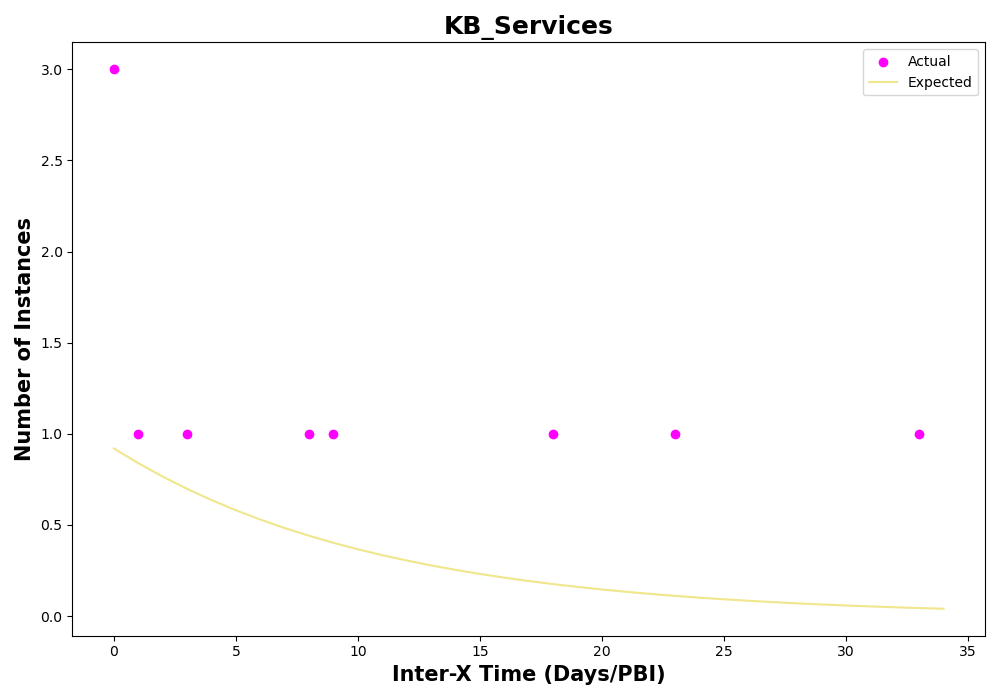 KB_Services
Actual
Expected
3.0
2.5
2.0
1.5
1.0
0.5
0.0
Number of Instances
0 5 10 15 20 25 30 35
Inter-X Time (Days/PBI)